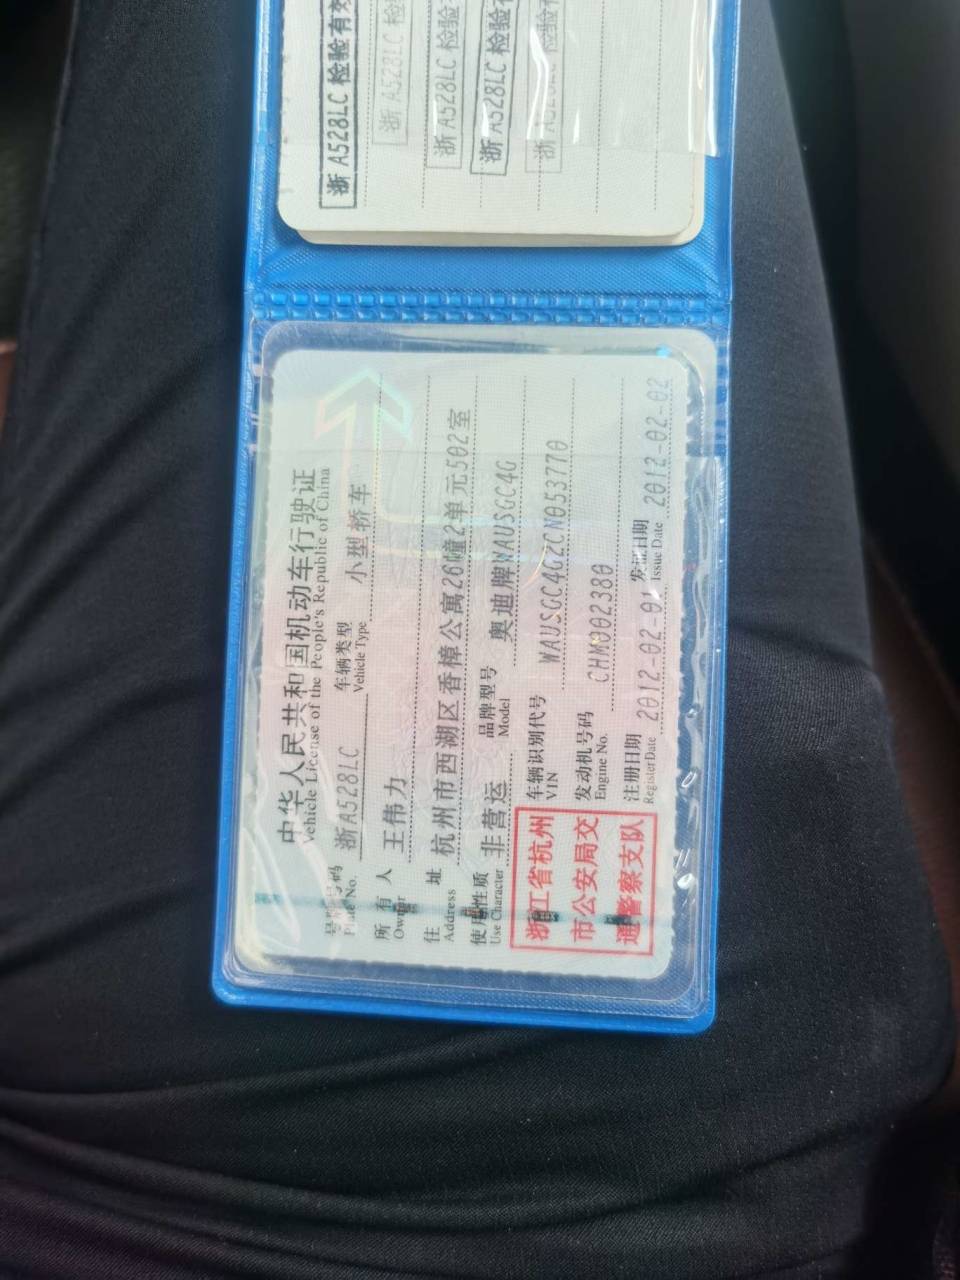 浙A528LC 检验有效
浙A528LC 检
浙A528LC 检验
浙A528LC 检验
浙A528LC 检验
中华人民共和国机动车行驶证
Vehicle License of the People's Republic of China
号牌号码 浙A528LC 车辆类型 小型轿车
Plate No. Vehicle Type
所有人 王伟力
Owner
住址 杭州市西湖区香樟公寓26幢2单元502室
Address
使用性质 非营运 品牌型号 奥迪牌WAUSGC4G
Use Character Model
浙江省杭州
市公安局交
通警察支队
车辆识别代号 WAUSGC4G2CN053770
VIN
发动机号码 CHM002380
Engine No.
注册日期 2012-02-01 发证日期 2012-02-02
Register Date Issue Date